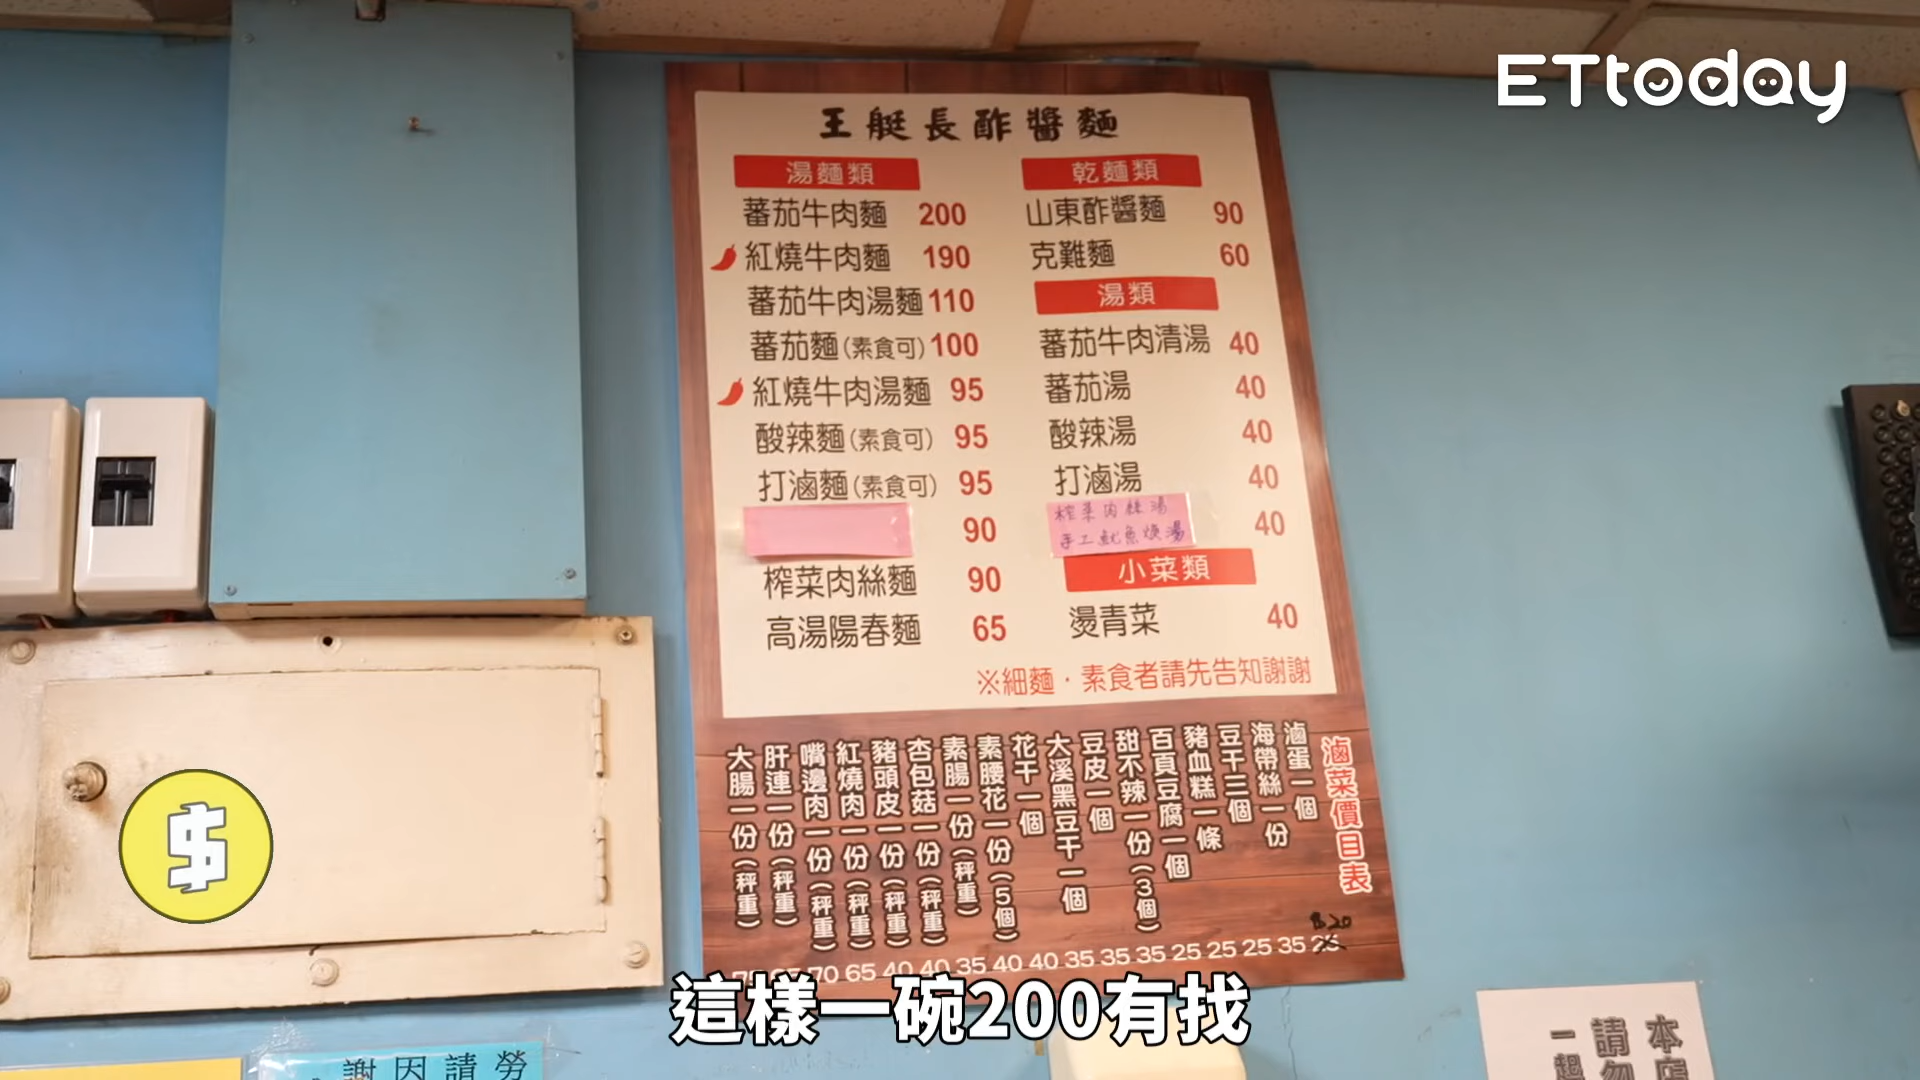 ETtoday
王艇長酢醬麵
湯麵類
蕃茄牛肉麵 200
紅燒牛肉麵 190
蕃茄牛肉湯麵 110
蕃茄麵(素食可) 100
紅燒牛肉湯麵 95
酸辣麵(素食可) 95
打滷麵(素食可) 95
90
榨菜肉絲麵 90
高湯陽春麵 65
乾麵類
山東酢醬麵 90
克難麵 60
湯類
蕃茄牛肉清湯 40
蕃茄湯 40
酸辣湯 40
打滷湯 40
榨菜肉絲湯
手工魷魚焿湯 40
小菜類
燙青菜 40
※細麵・素食者請先告知謝謝
滷菜價目表
滷蛋一個
海帶絲一份 35
豆干三個 25
豬血糕一條 25
百頁豆腐一個 25
甜不辣一份(3個) 35
豆皮一個 35
大溪黑豆干一個 35
花干一個 40
素腰花一份(5個) 40
素腸一份(秤重) 35
杏包菇一份(秤重) 40
豬頭皮一份(秤重) 40
紅燒肉一份(秤重) 65
嘴邊肉一份(秤重) 70
肝連一份(秤重)
大腸一份(秤重)
$
這樣一碗200有找
謝因請勞
本店
請勿
一起